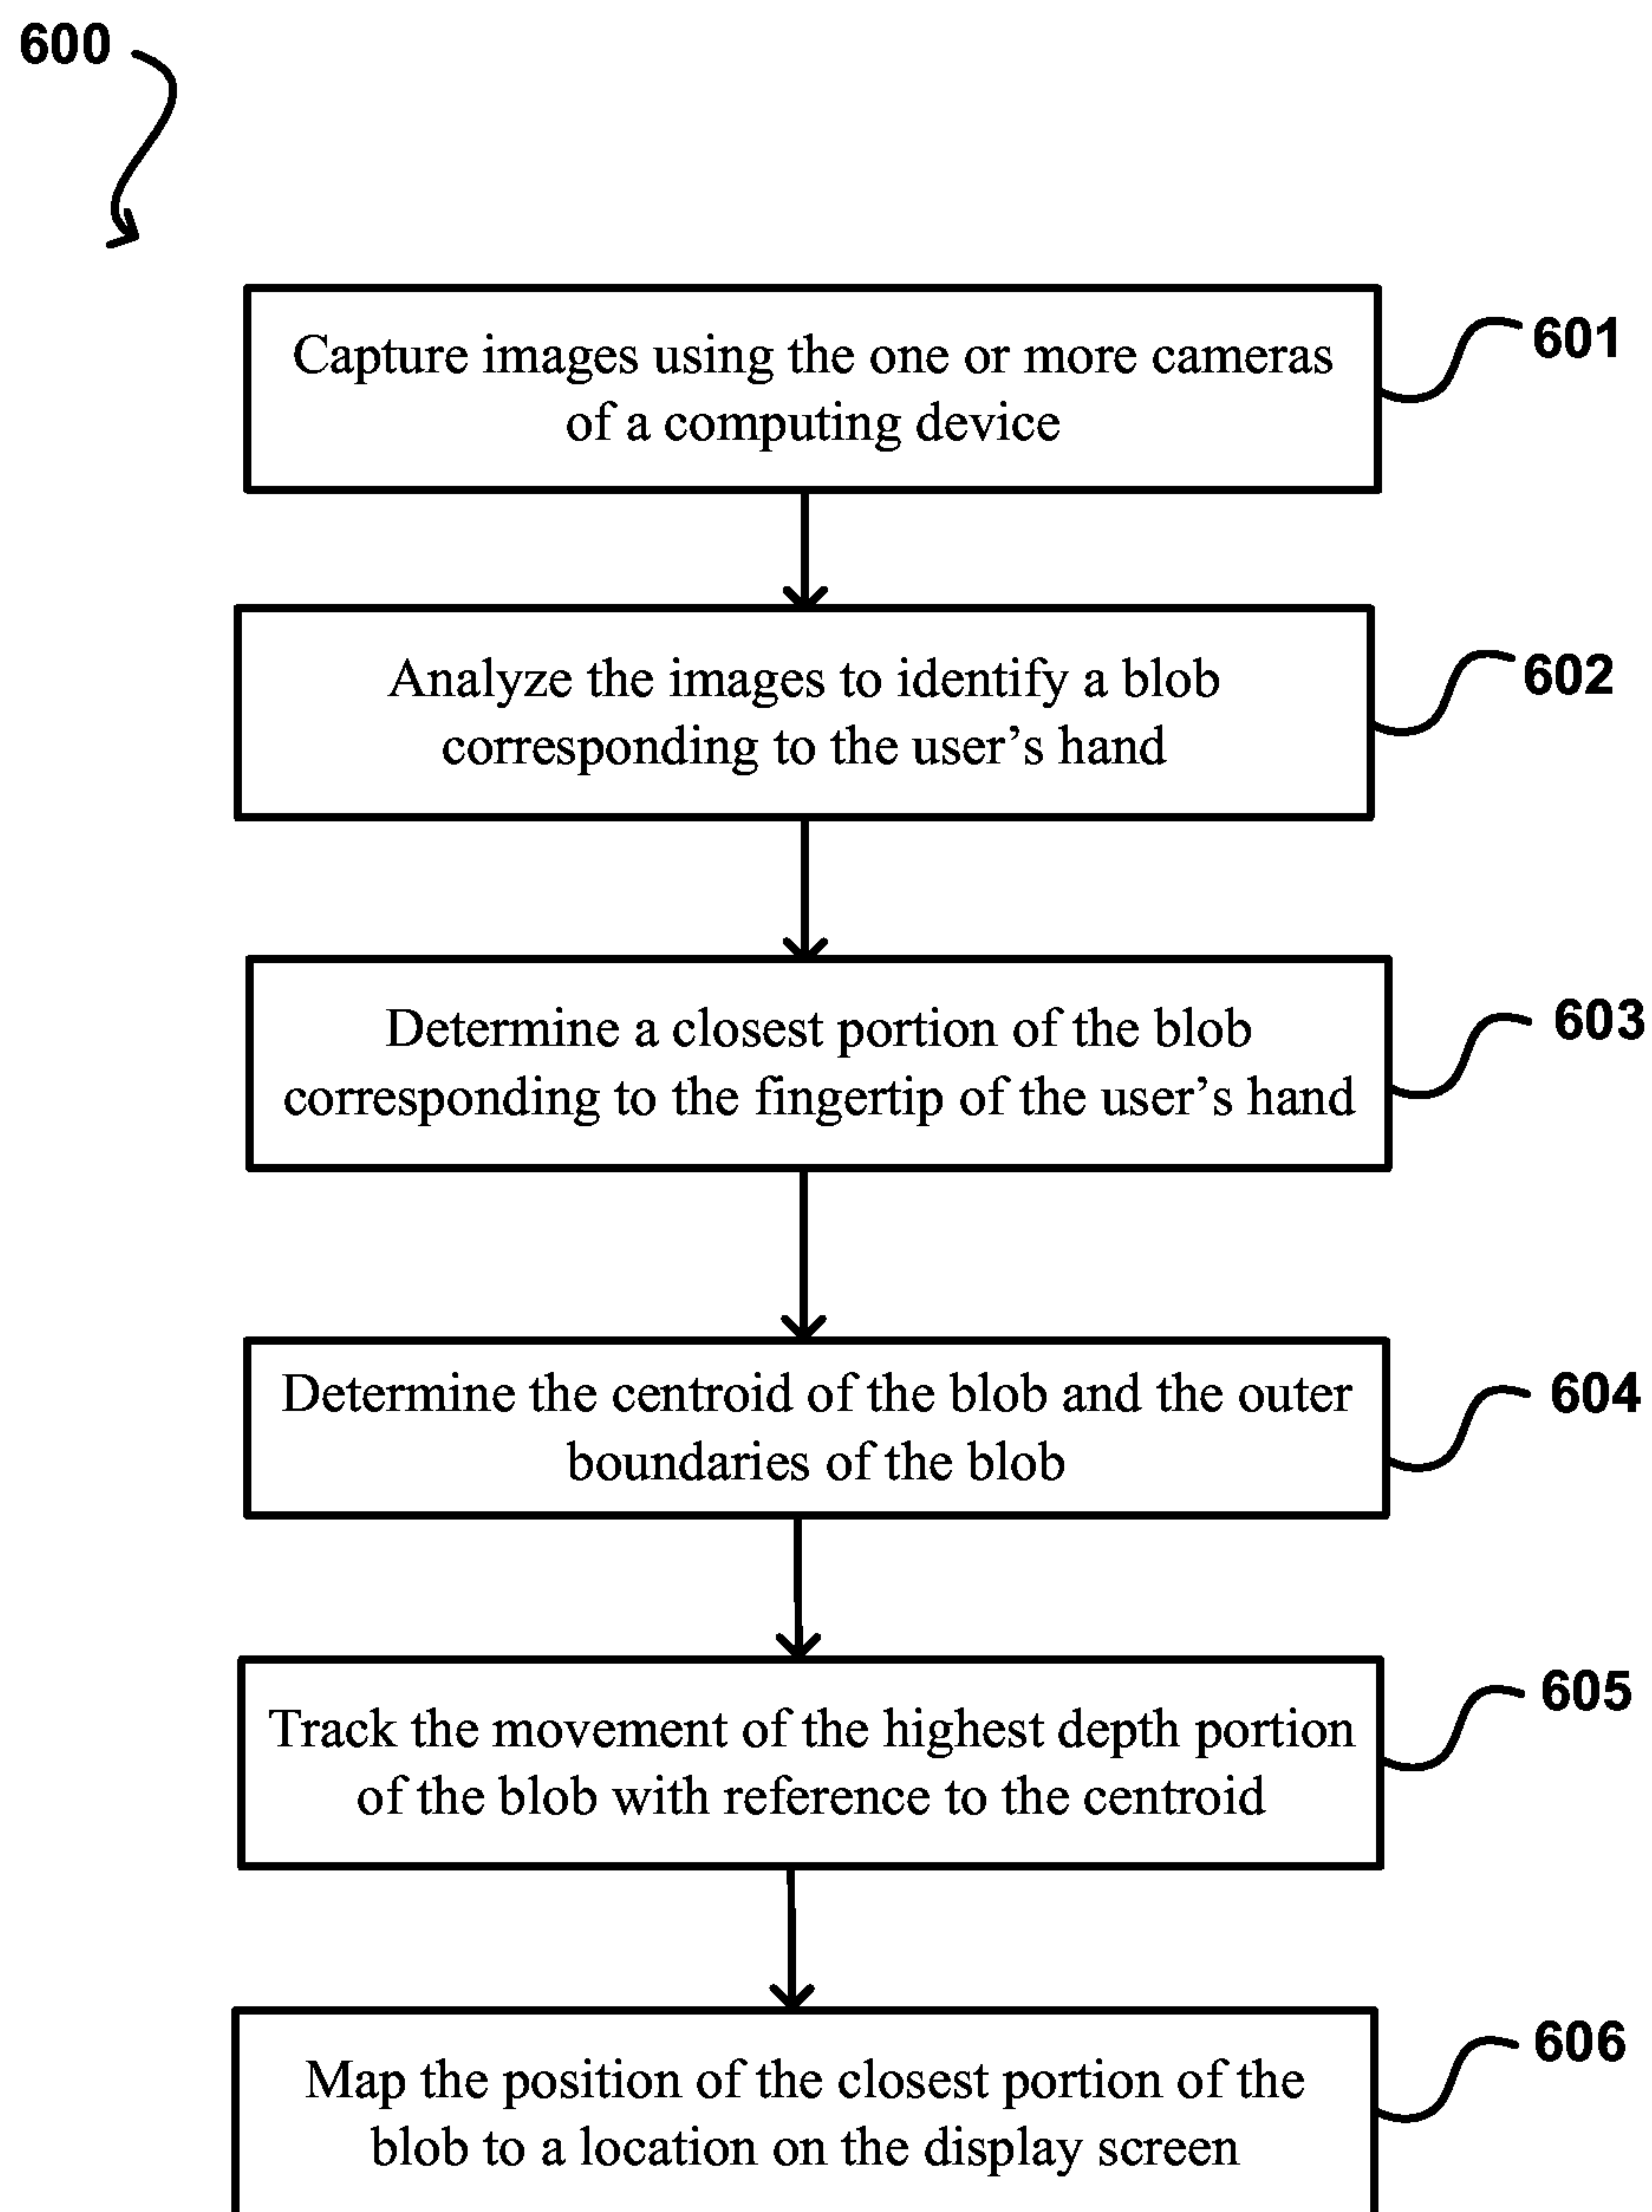 600
Capture images using the one or more cameras
of a computing device
601
Analyze the images to identify a blob
corresponding to the user’s hand
602
Determine a closest portion of the blob
corresponding to the fingertip of the user’s hand
603
Determine the centroid of the blob and the outer
boundaries of the blob
604
Track the movement of the highest depth portion
of the blob with reference to the centroid
605
Map the position of the closest portion of the
blob to a location on the display screen
606